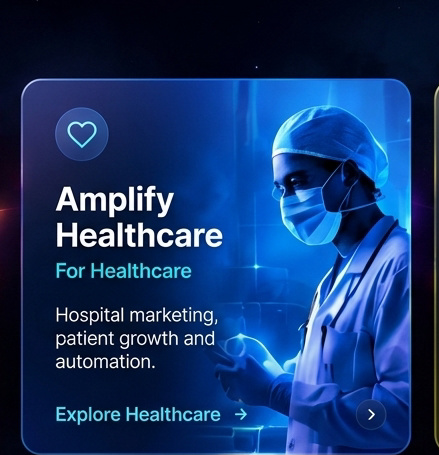 Amplify
Healthcare
For Healthcare
Hospital marketing,
patient growth and
automation.
Explore Healthcare →